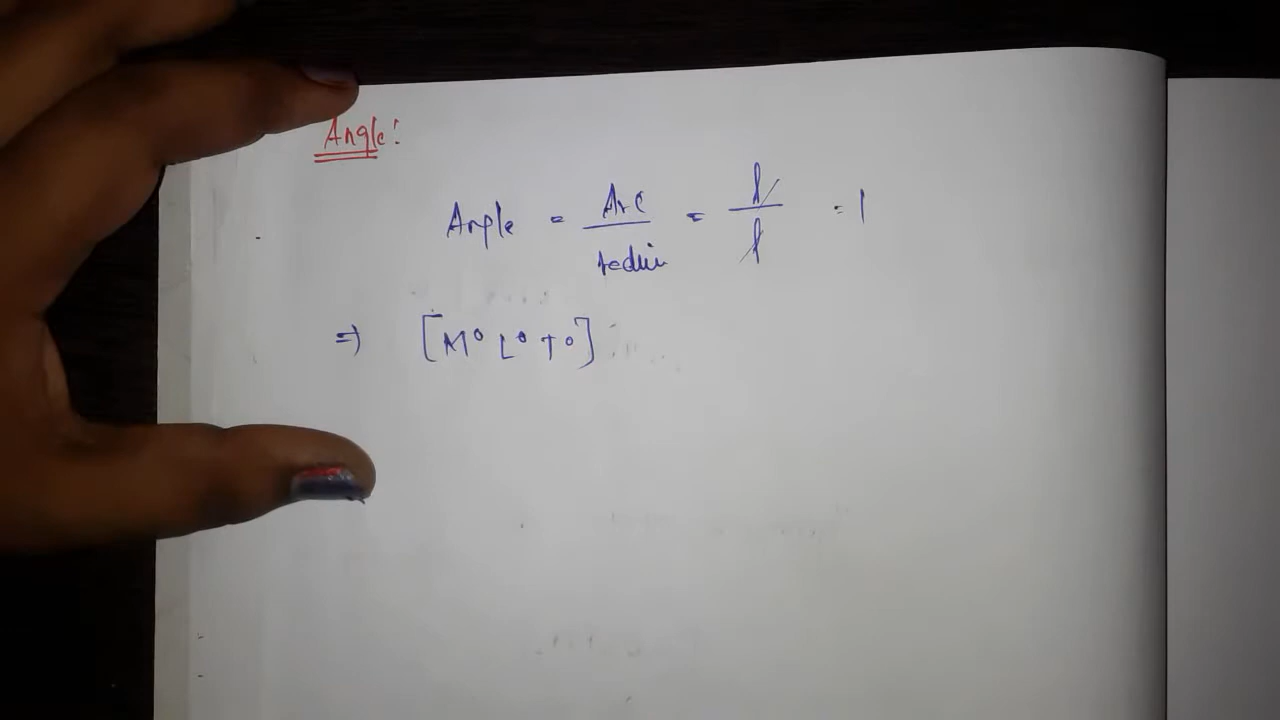 Angle:
Angle = Arc / radius = l / l = 1
⇒ [M⁰ L⁰ T⁰]